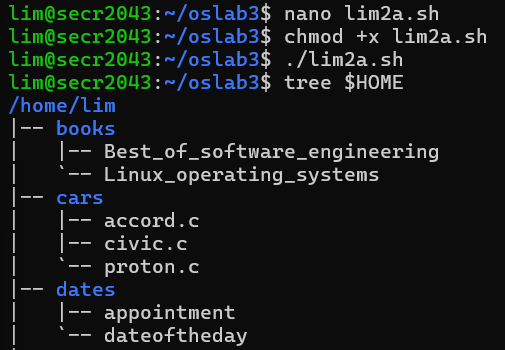 lim@secr2043:~/oslab3$ nano lim2a.sh
lim@secr2043:~/oslab3$ chmod +x lim2a.sh
lim@secr2043:~/oslab3$ ./lim2a.sh
lim@secr2043:~/oslab3$ tree $HOME
/home/lim
|-- books
|   |-- Best_of_software_engineering
|   `-- Linux_operating_systems
|-- cars
|   |-- accord.c
|   |-- civic.c
|   `-- proton.c
|-- dates
|   |-- appointment
|   `-- dateoftheday